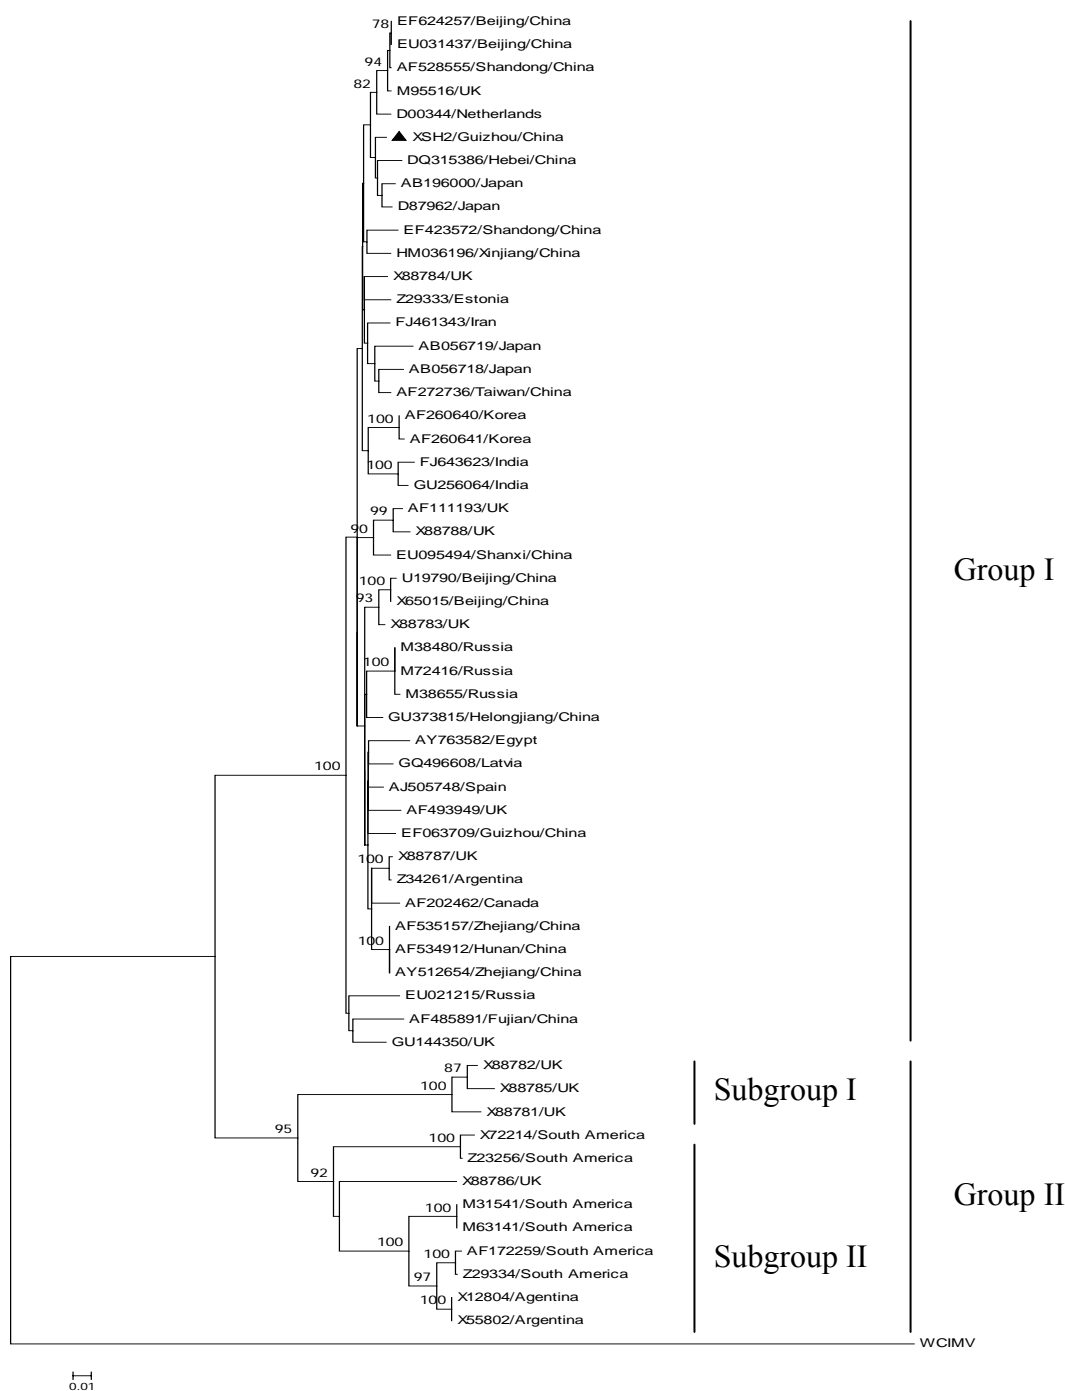 78
EF624257/Beijing/China
EU031437/Beijing/China
94
AF528555/Shandong/China
82
M95516/UK
D00344/Netherlands
XSH2/Guizhou/China
DQ315386/Hebei/China
AB196000/Japan
D87962/Japan
EF423572/Shandong/China
HM036196/Xinjiang/China
X88784/UK
Z29333/Estonia
FJ461343/Iran
AB056719/Japan
AB056718/Japan
AF272736/Taiwan/China
100
AF260640/Korea
AF260641/Korea
100
FJ643623/India
GU256064/India
99
AF111193/UK
90
X88788/UK
EU095494/Shanxi/China
Group I
100
U19790/Beijing/China
93
X65015/Beijing/China
X88783/UK
M38480/Russia
100
M72416/Russia
M38655/Russia
GU373815/Helongjiang/China
AY763582/Egypt
100
GQ496608/Latvia
AJ505748/Spain
AF493949/UK
EF063709/Guizhou/China
100
X88787/UK
Z34261/Argentina
AF202462/Canada
AF535157/Zhejiang/China
100
AF534912/Hunan/China
AY512654/Zhejiang/China
EU021215/Russia
AF485891/Fujian/China
GU144350/UK
87
X88782/UK
100
X88785/UK
Subgroup I
X88781/UK
95
100
X72214/South America
Z23256/South America
92
X88786/UK
Group II
100
M31541/South America
M63141/South America
100
100
AF172259/South America
Subgroup II
97
Z29334/South America
100
X12804/Agentina
X55802/Argentina
WCIMV
0.01